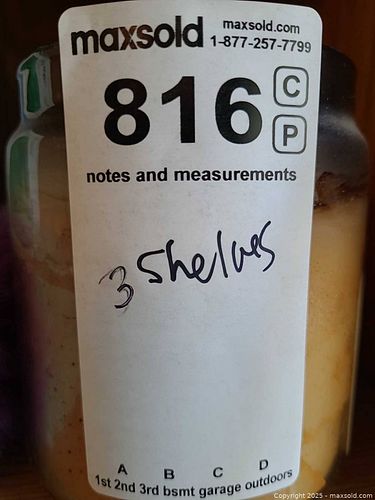 maxsold maxsold.com
1-877-257-7799
816 C
P
notes and measurements
3 Shelves
A B C D
1st 2nd 3rd bsmt garage outdoors
Copyright 2025 - maxsold.com